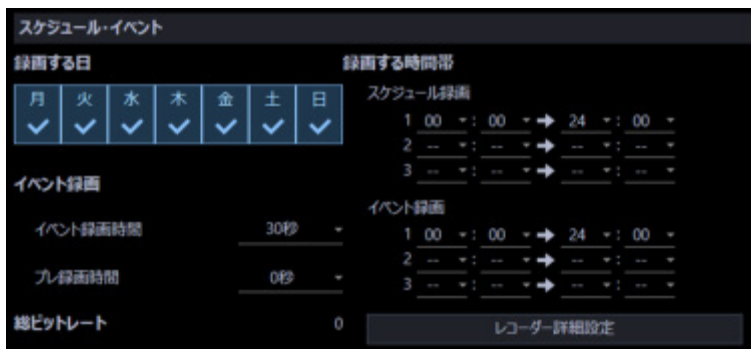 スケジュール・イベント
録画する日
月 火 水 木 金 土 日
イベント録画
イベント録画時間 30秒
プレ録画時間 0秒
総ビットレート 0
録画する時間帯
スケジュール録画
1 00 : 00 → 24 : 00
2 -- : -- → -- : --
3 -- : -- → -- : --
イベント録画
1 00 : 00 → 24 : 00
2 -- : -- → -- : --
3 -- : -- → -- : --
レコーダー詳細設定